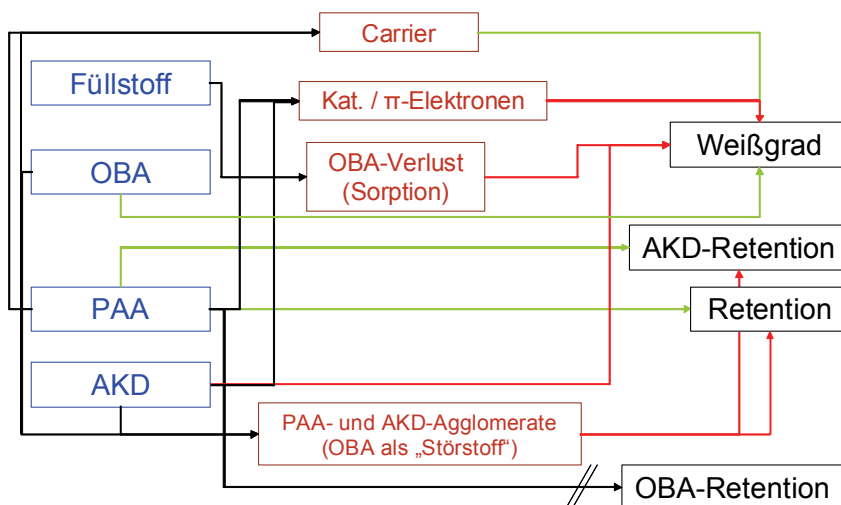 Carrier
Füllstoff
Kat. / π-Elektronen
Weißgrad
OBA
OBA-Verlust
(Sorption)
AKD-Retention
PAA
Retention
AKD
PAA- und AKD-Agglomerate
(OBA als „Störstoff“)
OBA-Retention